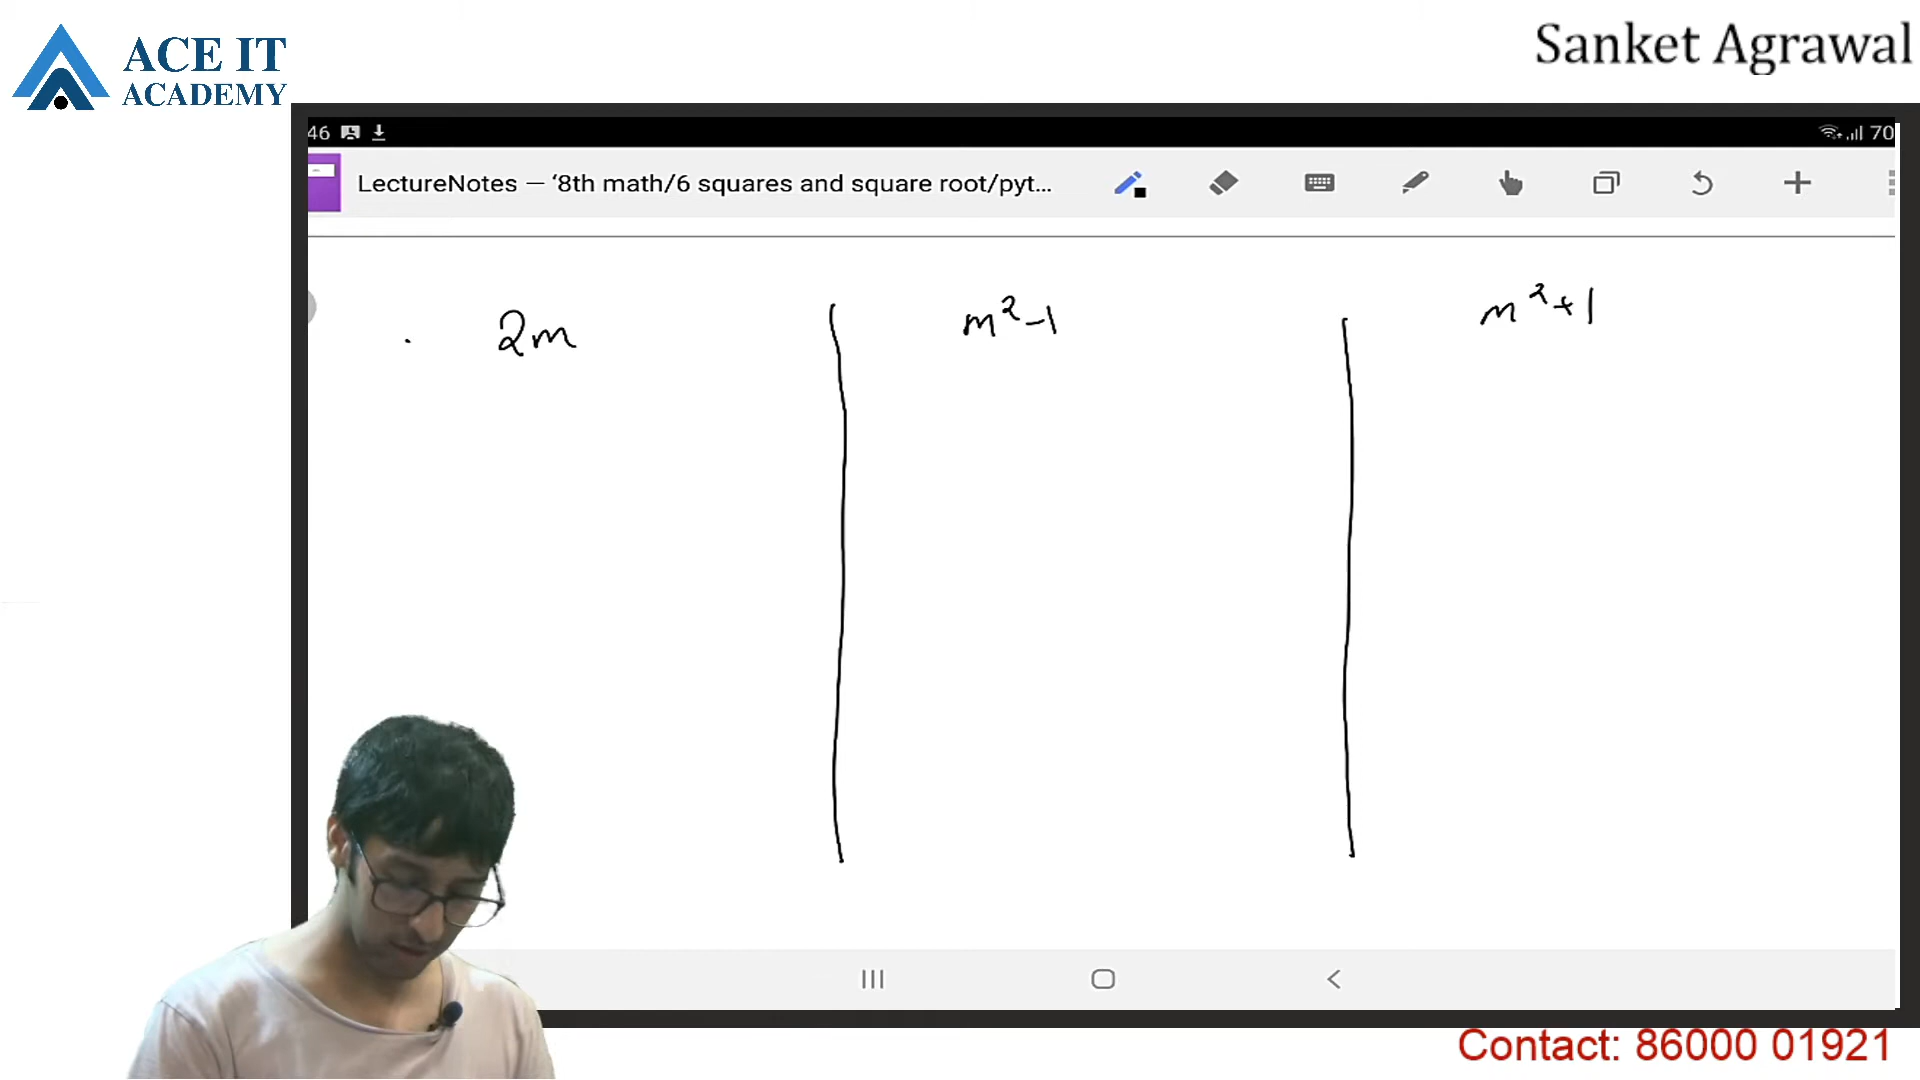 ACE IT
ACADEMY
Sanket Agrawal
46
70
LectureNotes — ‘8th math/6 squares and square root/pyt...
2m
m²-1
m²+1
Contact: 86000 01921